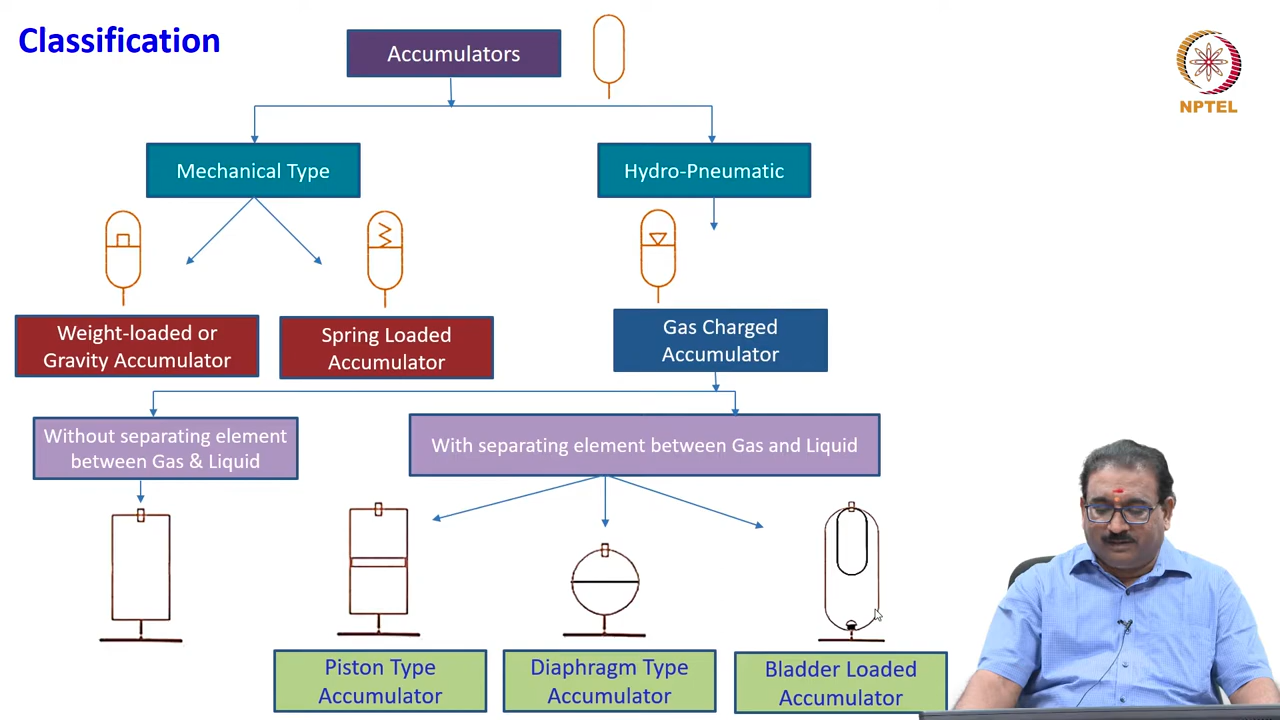 Classification
Accumulators
NPTEL
Mechanical Type
Hydro-Pneumatic
Weight-loaded or
Gravity Accumulator
Spring Loaded
Accumulator
Gas Charged
Accumulator
Without separating element
between Gas & Liquid
With separating element between Gas and Liquid
Piston Type
Accumulator
Diaphragm Type
Accumulator
Bladder Loaded
Accumulator